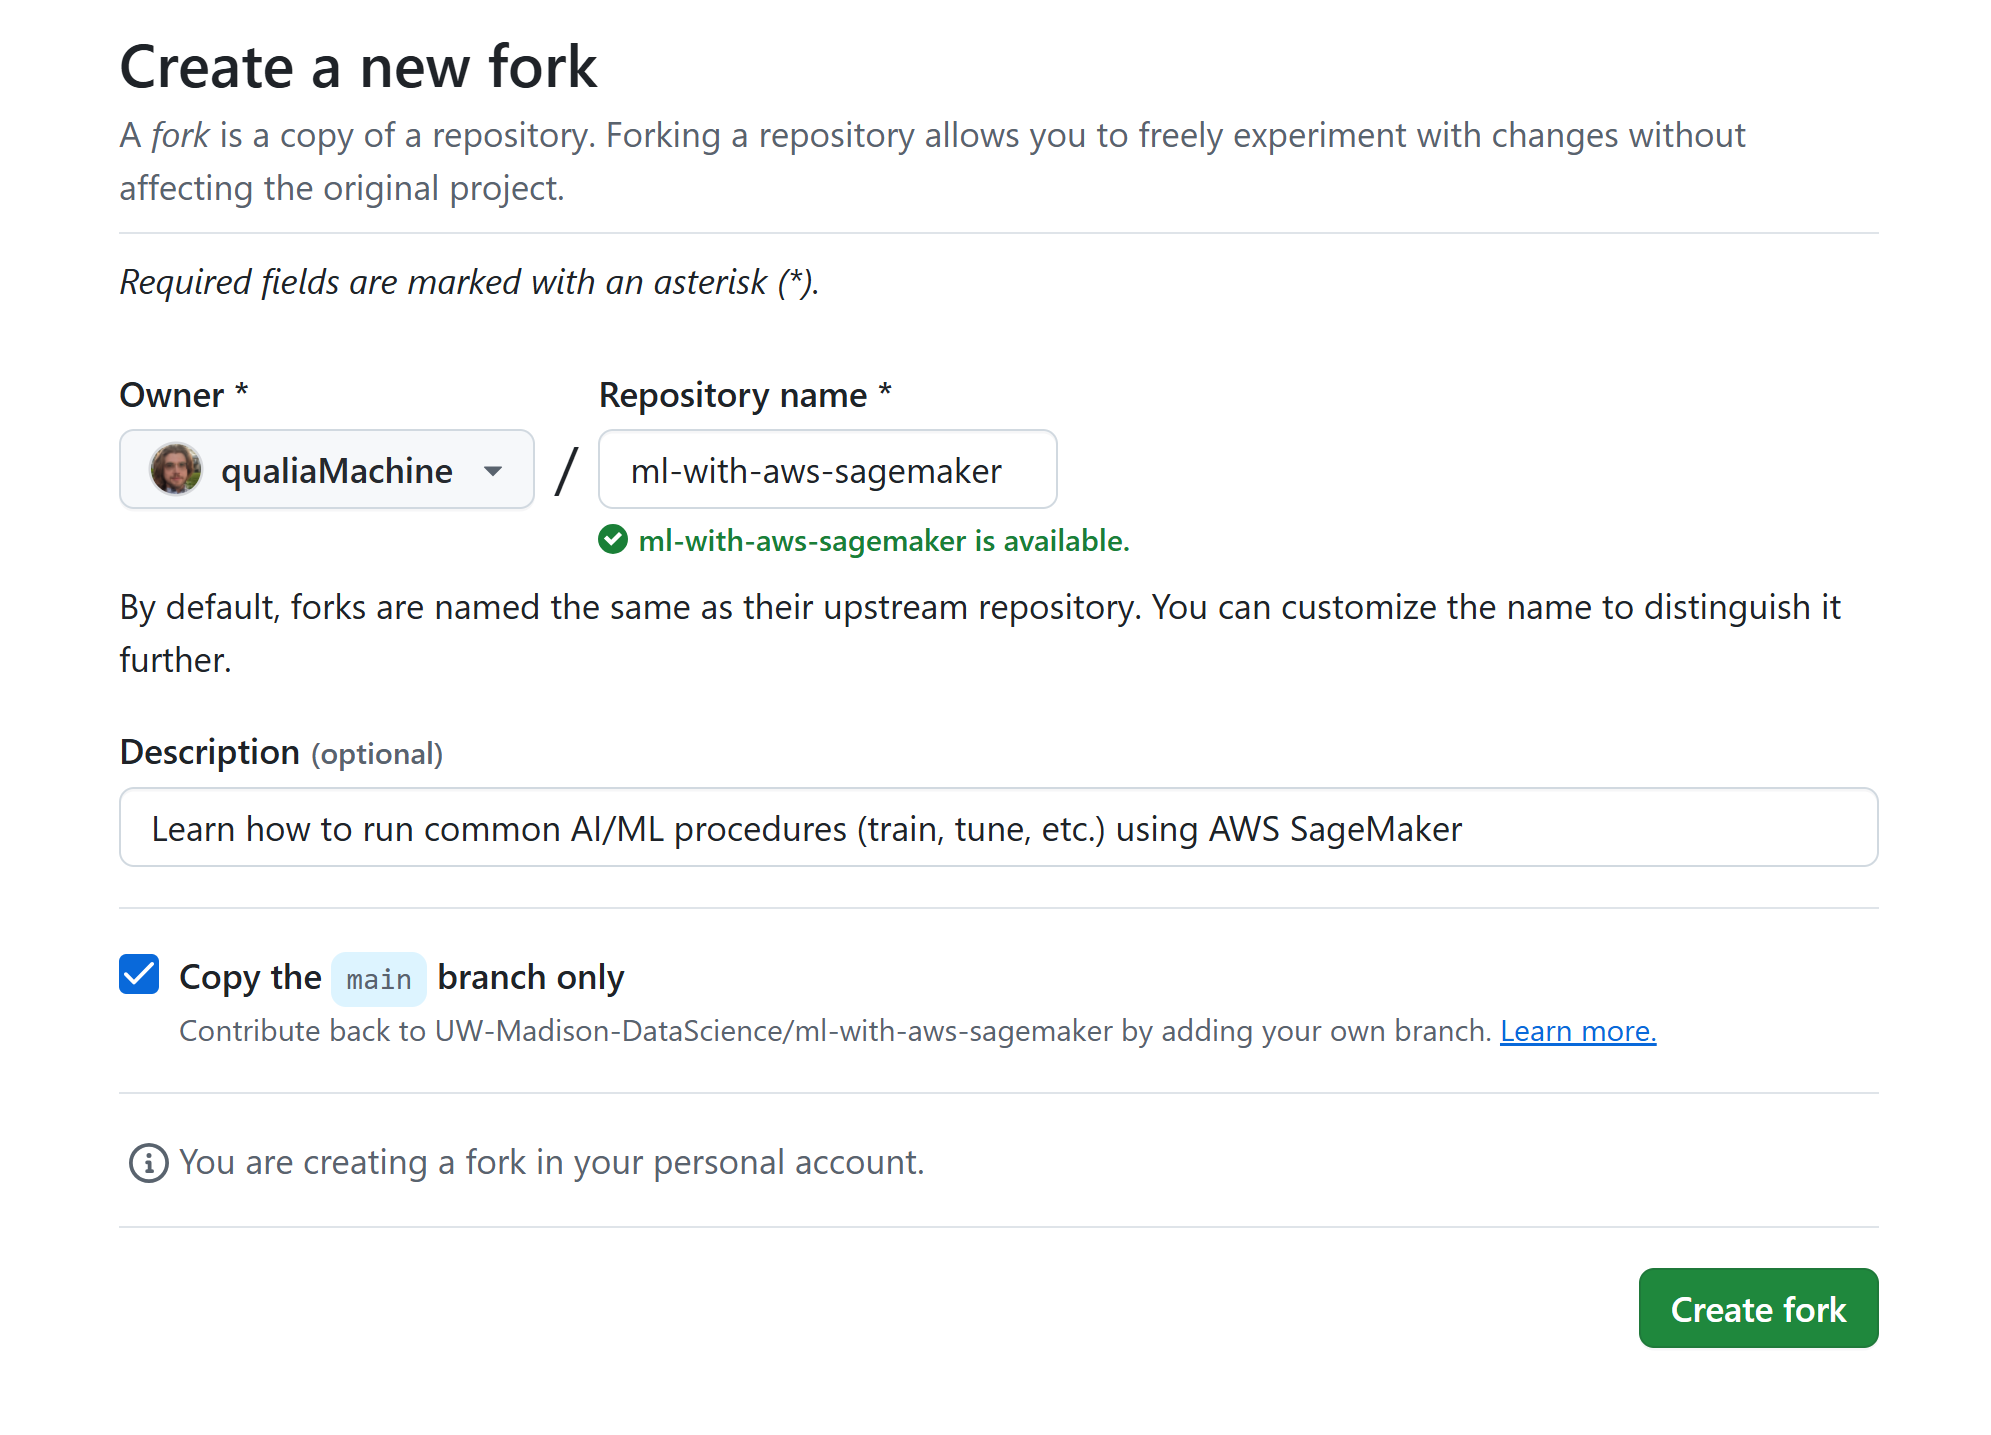 Create a new fork
A fork is a copy of a repository. Forking a repository allows you to freely experiment with changes without
affecting the original project.
Required fields are marked with an asterisk (*).
Owner *
Repository name *
qualiaMachine / ml-with-aws-sagemaker
ml-with-aws-sagemaker is available.
By default, forks are named the same as their upstream repository. You can customize the name to distinguish it
further.
Description (optional)
Learn how to run common AI/ML procedures (train, tune, etc.) using AWS SageMaker
Copy the main branch only
Contribute back to UW-Madison-DataScience/ml-with-aws-sagemaker by adding your own branch. Learn more.
You are creating a fork in your personal account.
Create fork